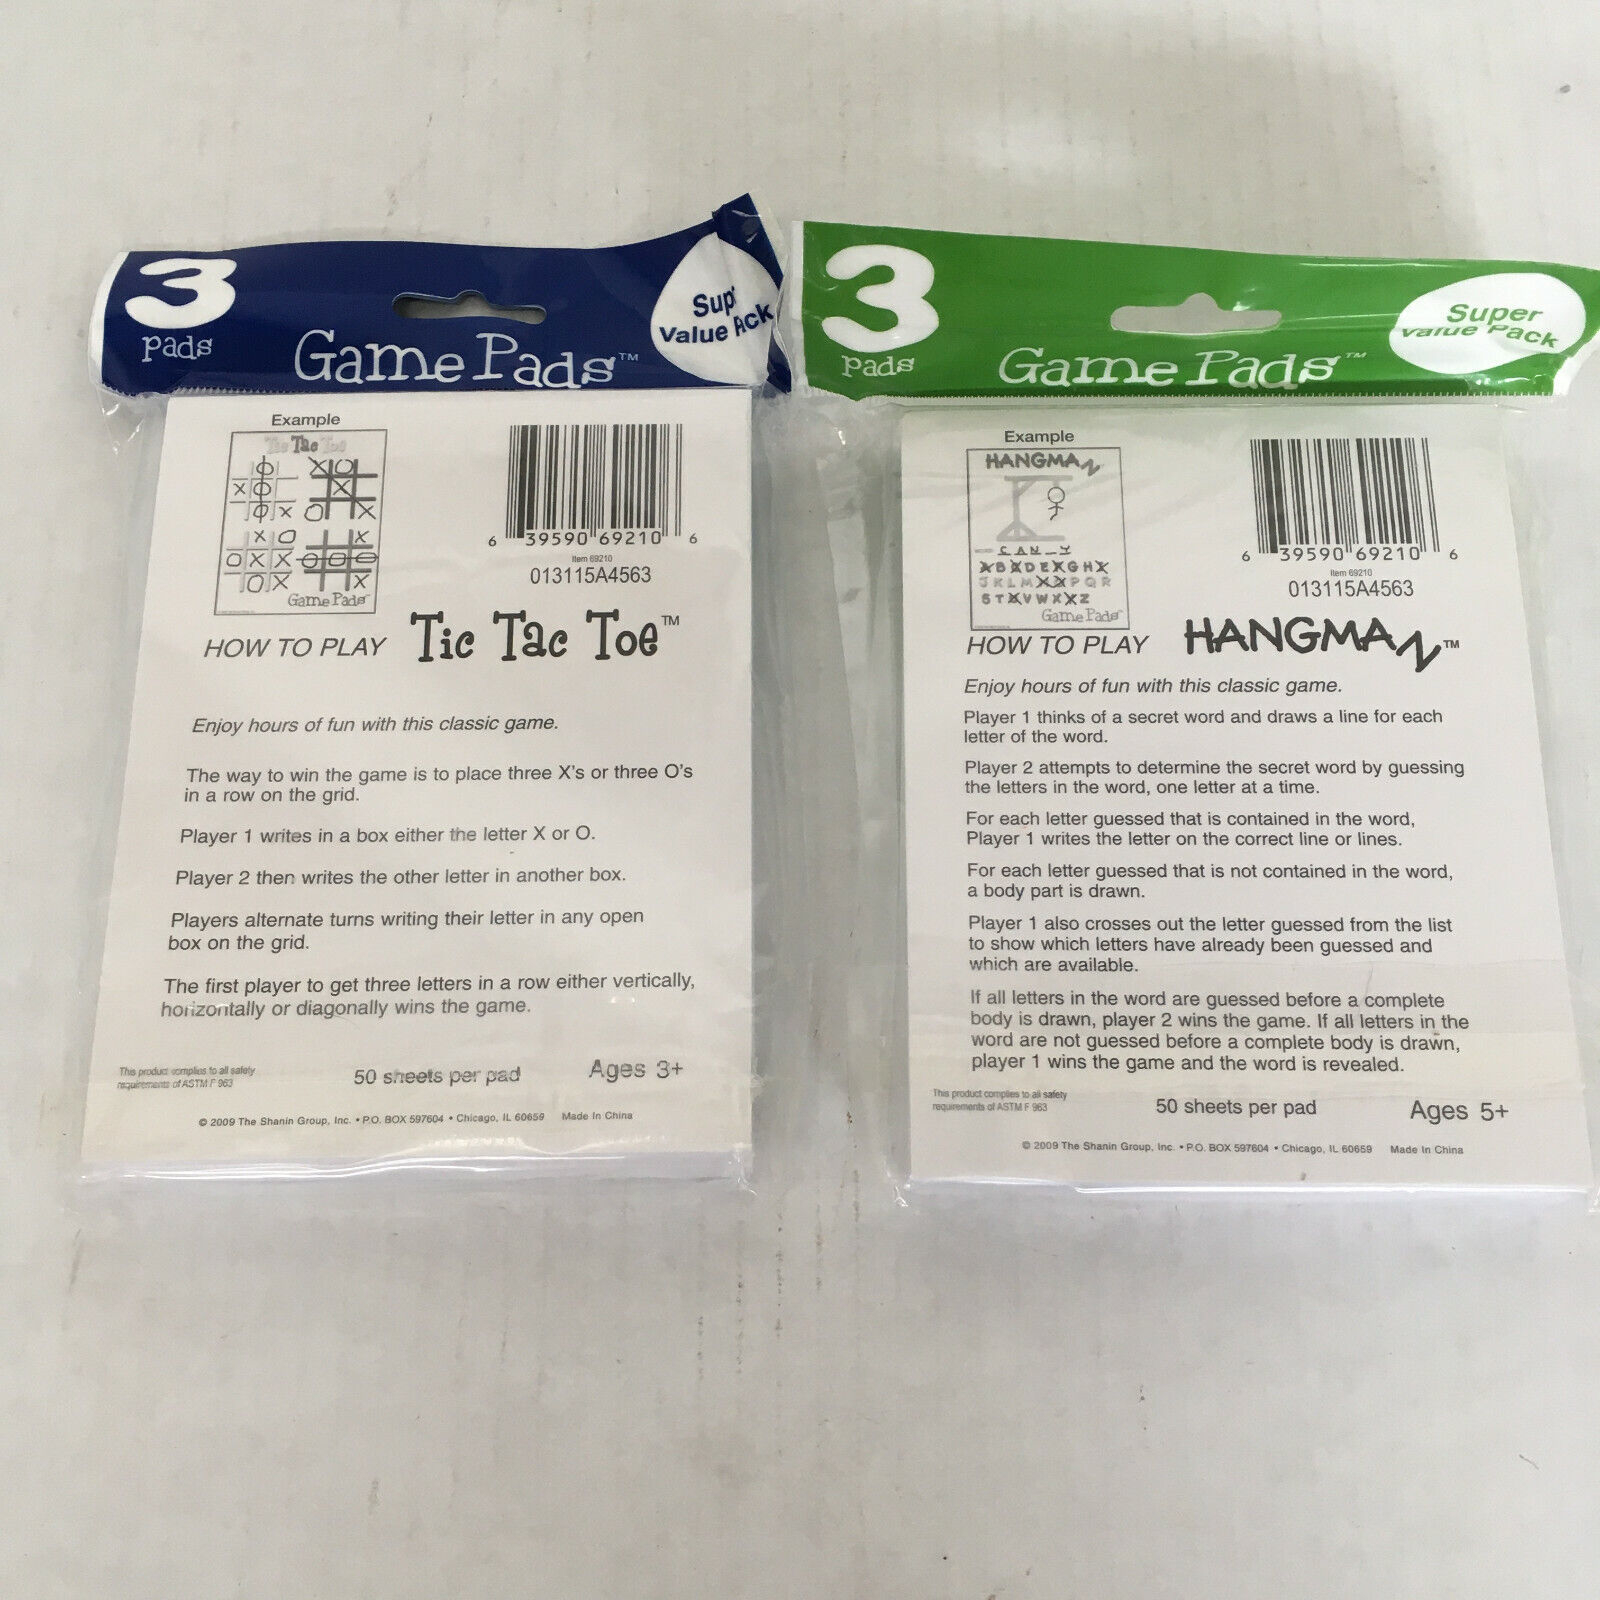 3
pads
Game Pads™
Value Pack
Example
Tic Tac Toe
Game Pads
6 39590 69210 6
Item 69210
013115A4563
HOW TO PLAY Tic Tac Toe™
Enjoy hours of fun with this classic game.
The way to win the game is to place three X's or three O's
in a row on the grid.
Player 1 writes in a box either the letter X or O.
Player 2 then writes the other letter in another box.
Players alternate turns writing their letter in any open
box on the grid.
The first player to get three letters in a row either vertically,
horizontally or diagonally wins the game.
This product complies to all safety
requirements of ASTM F 963
50 sheets per pad
Ages 3+
© 2009 The Shanin Group, Inc. • P.O. BOX 597604 • Chicago, IL 60659 Made In China
3
pads
Game Pads™
Super
Value Pack
Example
HANGMAN
C A N _ Y
A B C D E F G H I
J K L M N O P Q R
S T U V W X Y Z
Game Pads
6 39590 69210 6
Item 69210
013115A4563
HOW TO PLAY HANGMAN™
Enjoy hours of fun with this classic game.
Player 1 thinks of a secret word and draws a line for each
letter of the word.
Player 2 attempts to determine the secret word by guessing
the letters in the word, one letter at a time.
For each letter guessed that is contained in the word,
Player 1 writes the letter on the correct line or lines.
For each letter guessed that is not contained in the word,
a body part is drawn.
Player 1 also crosses out the letter guessed from the list
to show which letters have already been guessed and
which are available.
If all letters in the word are guessed before a complete
body is drawn, player 2 wins the game. If all letters in the
word are not guessed before a complete body is drawn,
player 1 wins the game and the word is revealed.
This product complies to all safety
requirements of ASTM F 963
50 sheets per pad
Ages 5+
© 2009 The Shanin Group, Inc. • P.O. BOX 597604 • Chicago, IL 60659 Made In China